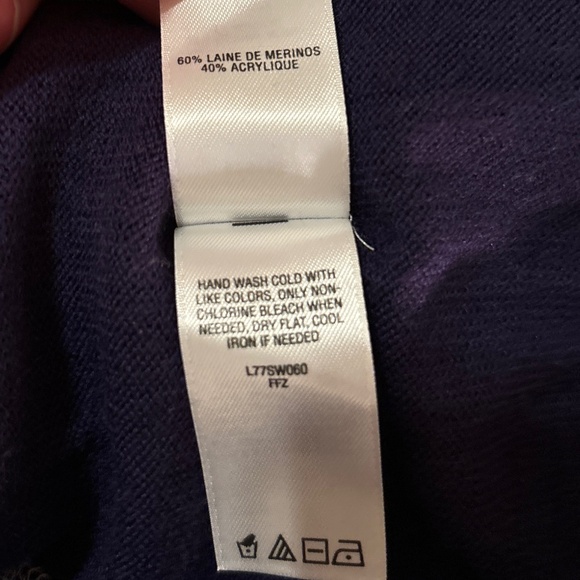 60% LAINE DE MERINOS
40% ACRYLIQUE
HAND WASH COLD WITH
LIKE COLORS, ONLY NON-
CHLORINE BLEACH WHEN
NEEDED, DRY FLAT, COOL
IRON IF NEEDED
L77SW060
FFZ